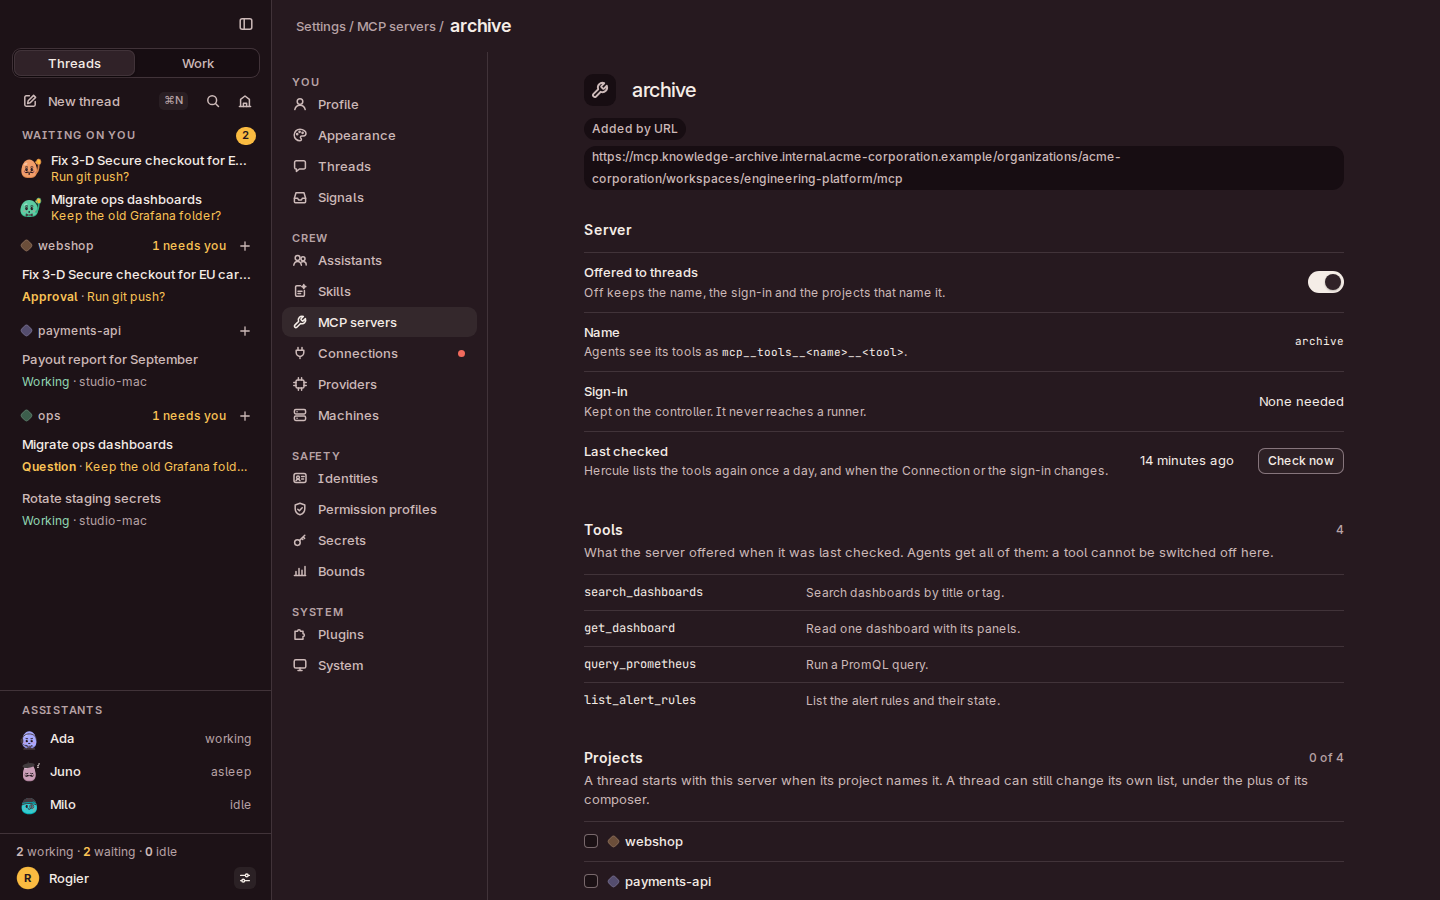 Settings / MCP servers / archive
Threads
Work
New thread
⌘N
WAITING ON YOU
2
Fix 3-D Secure checkout for E...
Run git push?
Migrate ops dashboards
Keep the old Grafana folder?
webshop
1 needs you
Fix 3-D Secure checkout for EU car...
Approval · Run git push?
payments-api
Payout report for September
Working · studio-mac
ops
1 needs you
Migrate ops dashboards
Question · Keep the old Grafana fold...
Rotate staging secrets
Working · studio-mac
ASSISTANTS
Ada
working
Juno
asleep
Milo
idle
2 working · 2 waiting · 0 idle
R
Rogier
YOU
Profile
Appearance
Threads
Signals
CREW
Assistants
Skills
MCP servers
Connections
Providers
Machines
SAFETY
Identities
Permission profiles
Secrets
Bounds
SYSTEM
Plugins
System
archive
Added by URL
https://mcp.knowledge-archive.internal.acme-corporation.example/organizations/acme-
corporation/workspaces/engineering-platform/mcp
Server
Offered to threads
Off keeps the name, the sign-in and the projects that name it.
Name
Agents see its tools as mcp__tools__<name>__<tool>.
archive
Sign-in
Kept on the controller. It never reaches a runner.
None needed
Last checked
Hercule lists the tools again once a day, and when the Connection or the sign-in changes.
14 minutes ago
Check now
Tools
4
What the server offered when it was last checked. Agents get all of them: a tool cannot be switched off here.
search_dashboards
Search dashboards by title or tag.
get_dashboard
Read one dashboard with its panels.
query_prometheus
Run a PromQL query.
list_alert_rules
List the alert rules and their state.
Projects
0 of 4
A thread starts with this server when its project names it. A thread can still change its own list, under the plus of its
composer.
webshop
payments-api